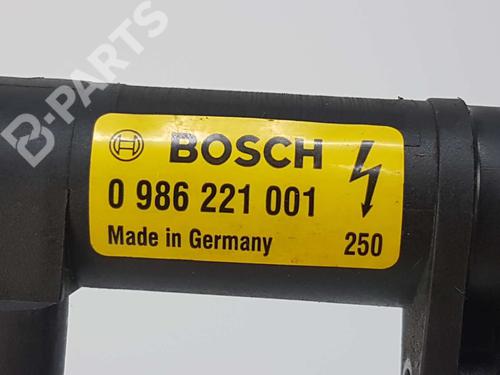 B-PARTS
BOSCH
0 986 221 001
Made in Germany 250